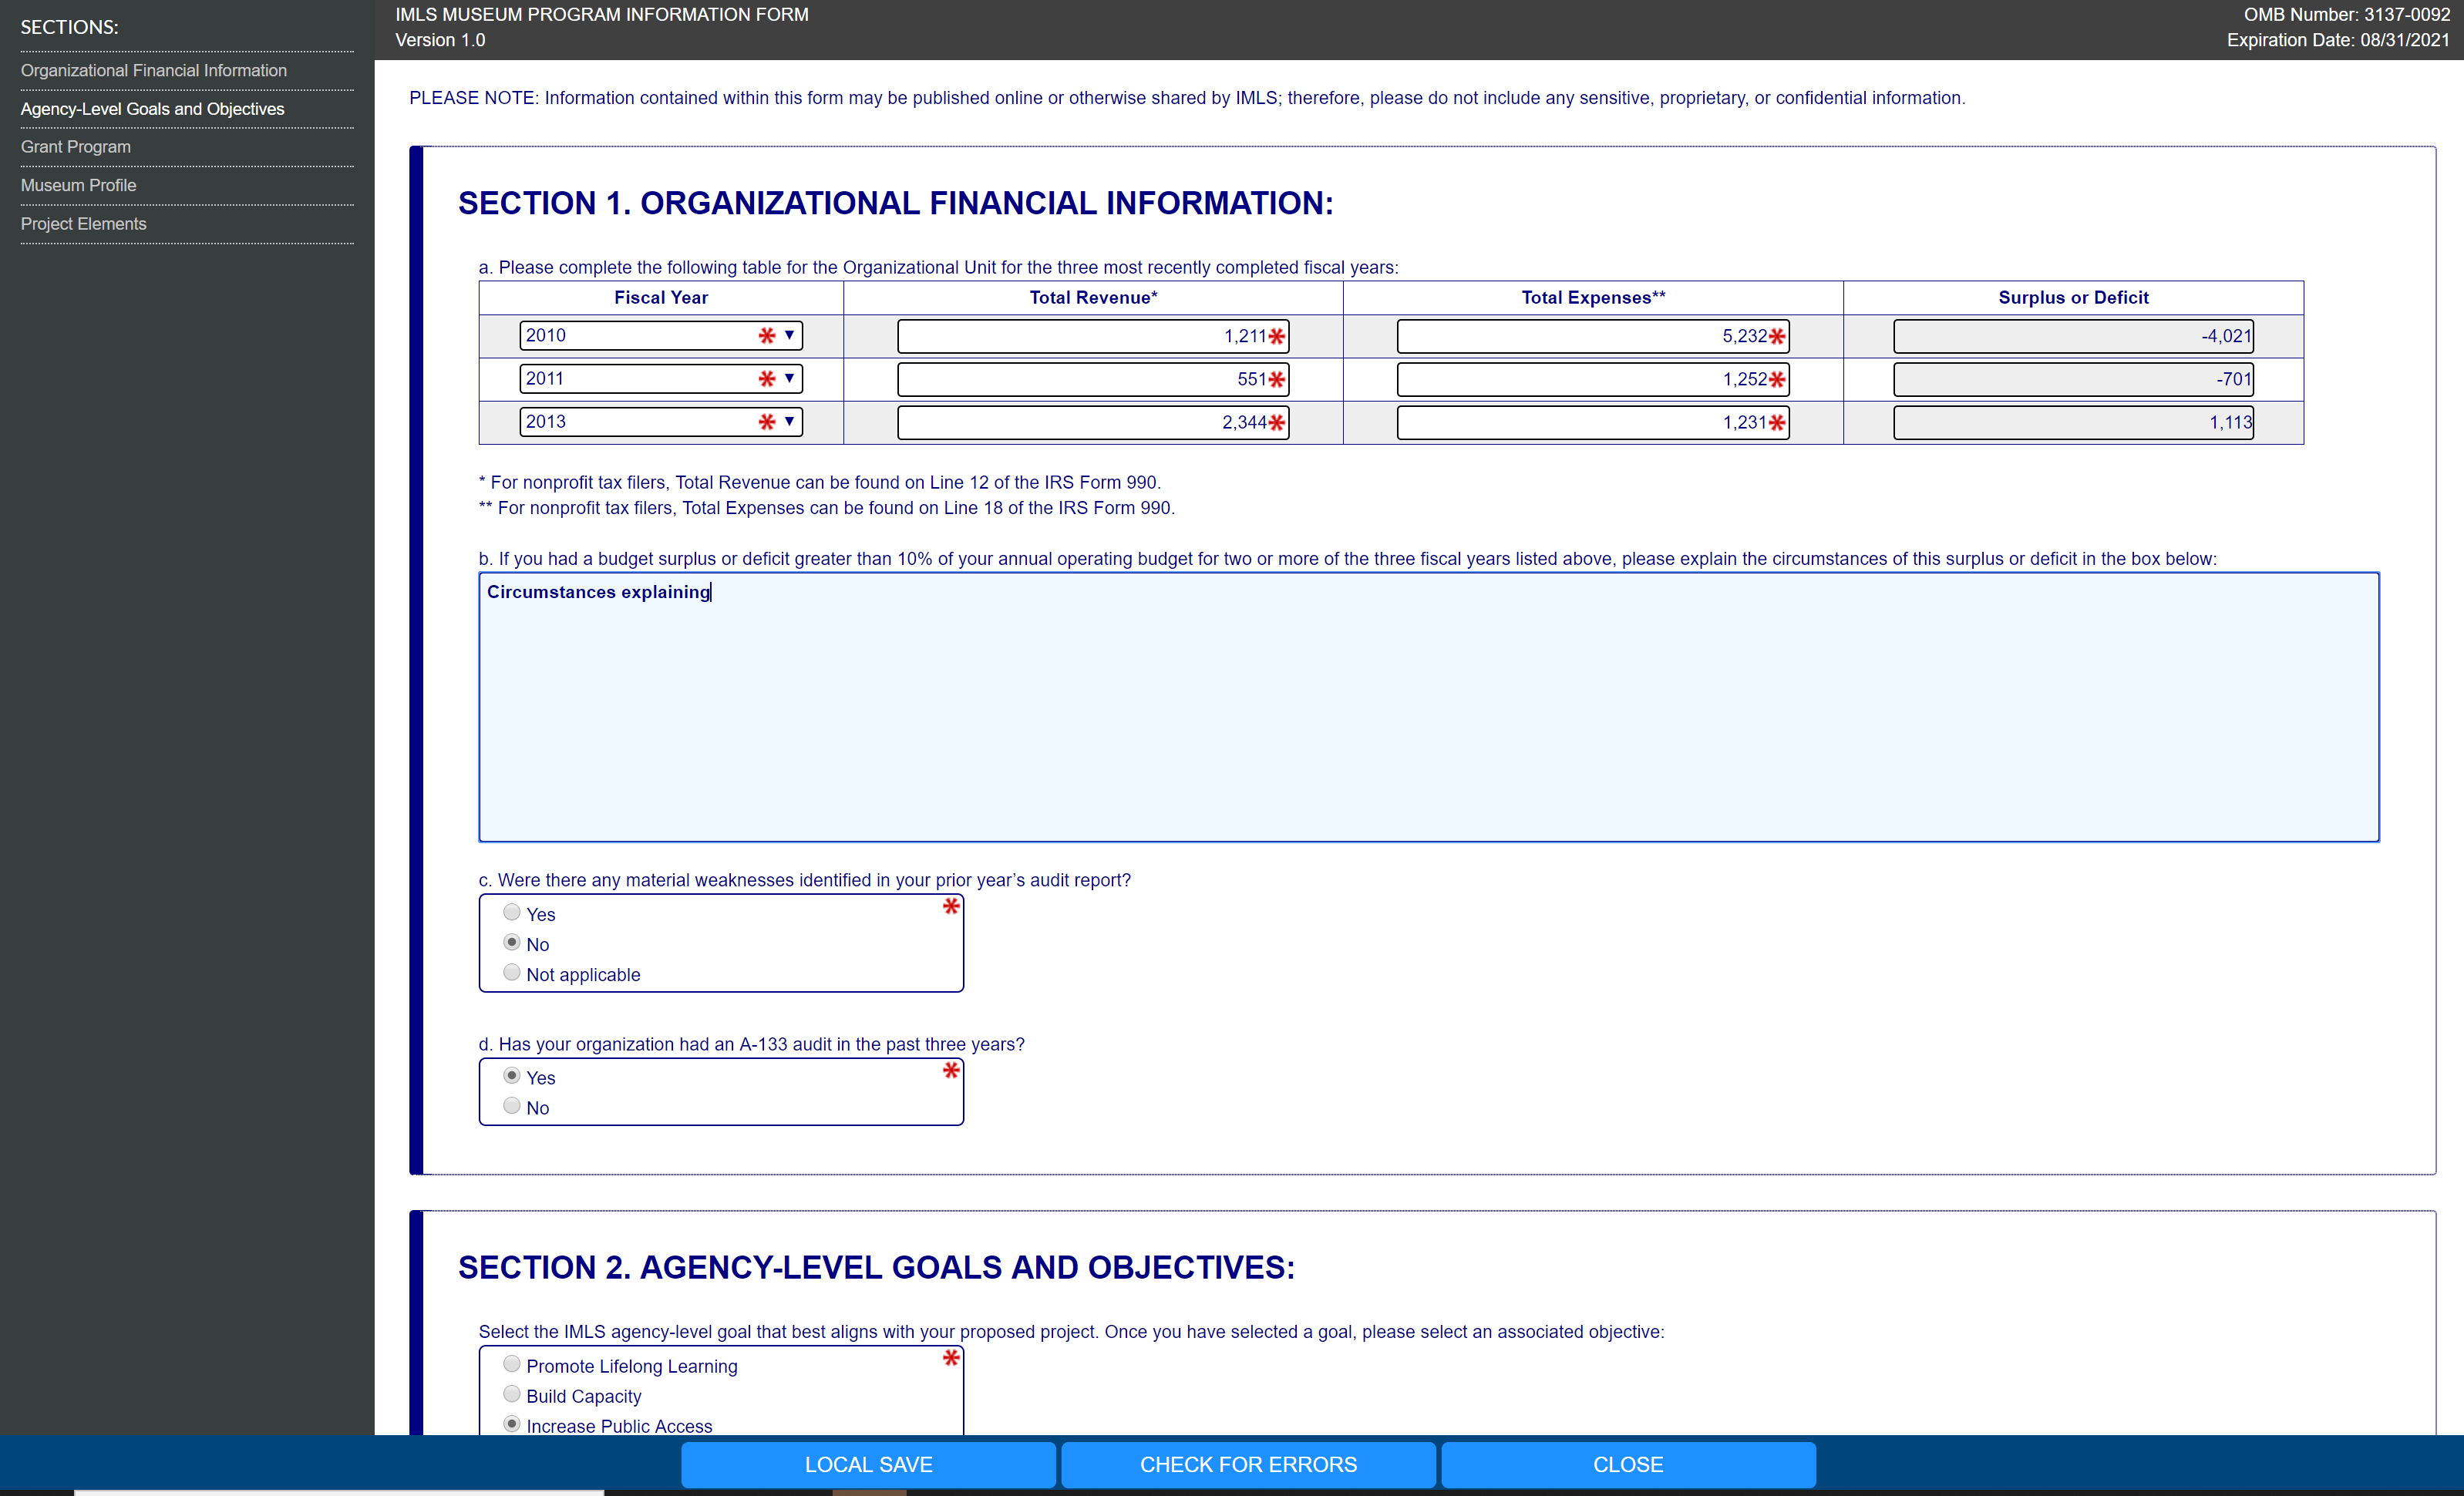 SECTIONS:
Organizational Financial Information
Agency-Level Goals and Objectives
Grant Program
Museum Profile
Project Elements
IMLS MUSEUM PROGRAM INFORMATION FORM
Version 1.0
OMB Number: 3137-0092
Expiration Date: 08/31/2021
PLEASE NOTE: Information contained within this form may be published online or otherwise shared by IMLS; therefore, please do not include any sensitive, proprietary, or confidential information.
SECTION 1. ORGANIZATIONAL FINANCIAL INFORMATION:
a. Please complete the following table for the Organizational Unit for the three most recently completed fiscal years:
Fiscal Year Total Revenue* Total Expenses** Surplus or Deficit
2010 * 1,211* 5,232* -4,021
2011 * 551* 1,252* -701
2013 * 2,344* 1,231* 1,113
* For nonprofit tax filers, Total Revenue can be found on Line 12 of the IRS Form 990.
** For nonprofit tax filers, Total Expenses can be found on Line 18 of the IRS Form 990.
b. If you had a budget surplus or deficit greater than 10% of your annual operating budget for two or more of the three fiscal years listed above, please explain the circumstances of this surplus or deficit in the box below:
Circumstances explaining
c. Were there any material weaknesses identified in your prior year’s audit report?
Yes *
No
Not applicable
d. Has your organization had an A-133 audit in the past three years?
Yes *
No
SECTION 2. AGENCY-LEVEL GOALS AND OBJECTIVES:
Select the IMLS agency-level goal that best aligns with your proposed project. Once you have selected a goal, please select an associated objective:
Promote Lifelong Learning *
Build Capacity
Increase Public Access
LOCAL SAVE CHECK FOR ERRORS CLOSE